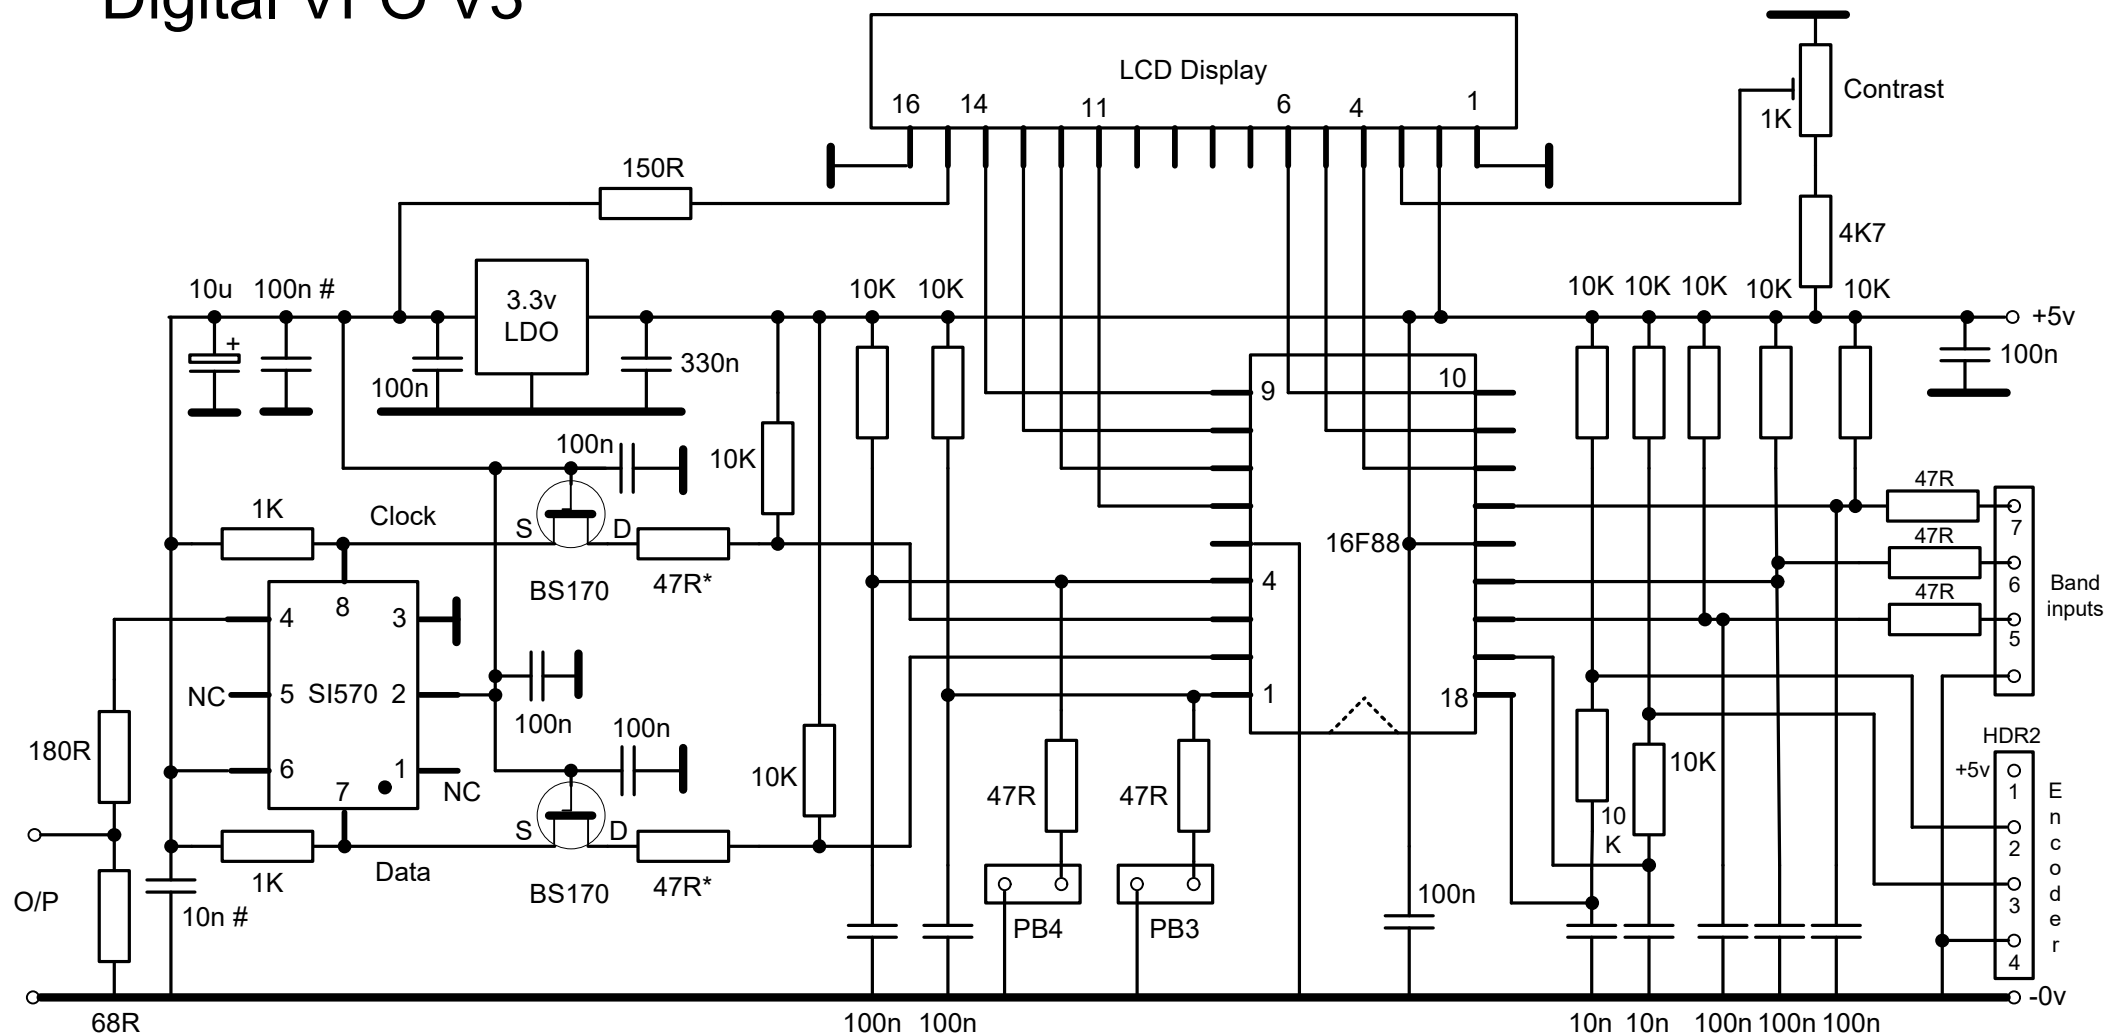 Digital VFO V3
LCD Display
16 14 11 6 4 1
Contrast
1K
150R
4K7
10u 100n #
3.3v
LDO
10K 10K
10K 10K 10K 10K 10K
+5v
+
100n
330n
100n
9 10
100n
10K
1K
Clock
S D
47R
7
16F88
47R
BS170
47R*
4
6
Band
inputs
47R
4 8 3
5
NC 5 SI570 2
100n
100n
1 18
HDR2
180R
6 1
7
NC
10K
47R 47R
10K
+5v
1
E
n
c
o
d
e
r
10
K
2
S D
1K
Data
BS170
47R*
O/P
10n #
PB4 PB3
100n
3
4
-0v
68R
100n 100n
10n 10n 100n 100n 100n